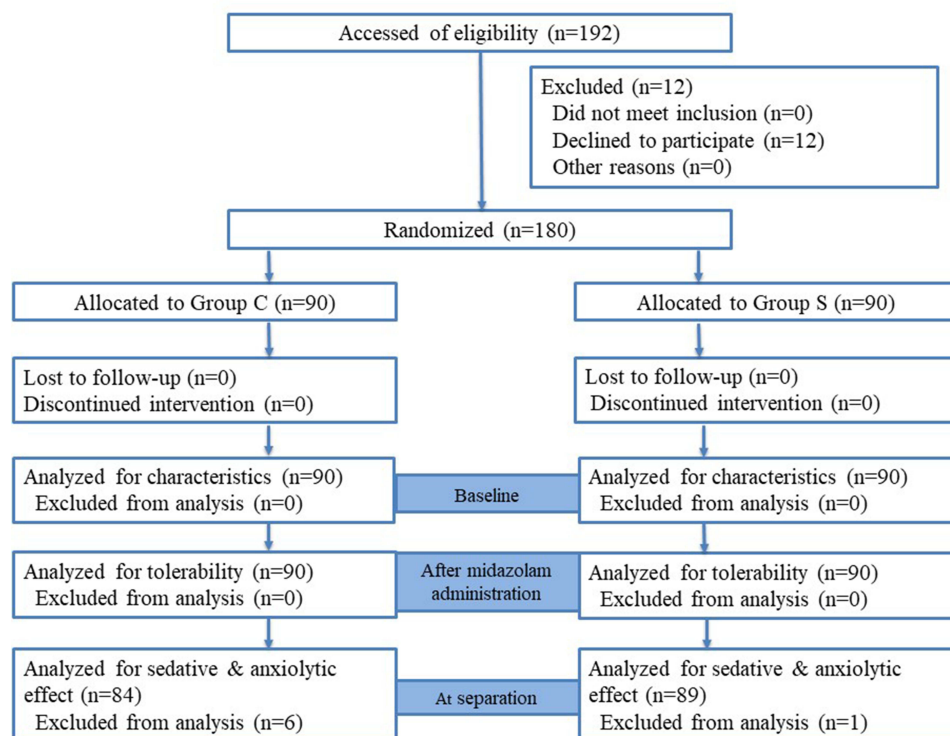 Accessed of eligibility (n=192)
Excluded (n=12)
Did not meet inclusion (n=0)
Declined to participate (n=12)
Other reasons (n=0)
Randomized (n=180)
Allocated to Group C (n=90)
Allocated to Group S (n=90)
Lost to follow-up (n=0)
Discontinued intervention (n=0)
Lost to follow-up (n=0)
Discontinued intervention (n=0)
Analyzed for characteristics (n=90)
Excluded from analysis (n=0)
Baseline
Analyzed for characteristics (n=90)
Excluded from analysis (n=0)
Analyzed for tolerability (n=90)
Excluded from analysis (n=0)
After midazolam
administration
Analyzed for tolerability (n=90)
Excluded from analysis (n=0)
Analyzed for sedative & anxiolytic
effect (n=84)
Excluded from analysis (n=6)
At separation
Analyzed for sedative & anxiolytic
effect (n=89)
Excluded from analysis (n=1)